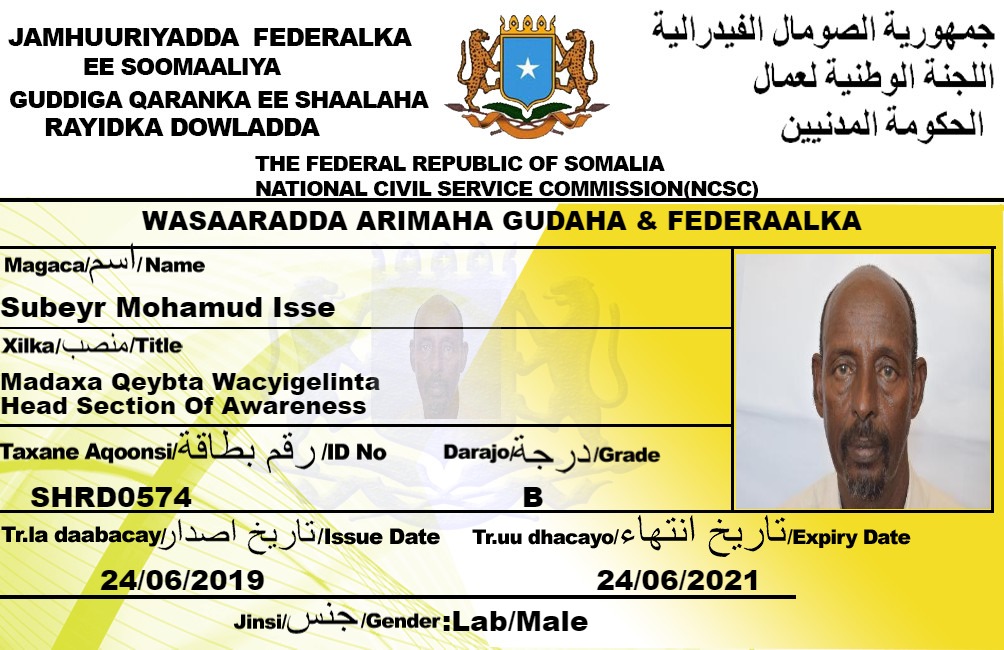 JAMHUURIYADDA FEDERALKA
EE SOOMAALIYA
GUDDIGA QARANKA EE SHAALAHA
RAYIDKA DOWLADDA
جمهورية الصومال الفيدرالية
اللجنة الوطنية لعمال
الحكومة المدنيين
THE FEDERAL REPUBLIC OF SOMALIA
NATIONAL CIVIL SERVICE COMMISSION(NCSC)
WASAARADDA ARIMAHA GUDAHA & FEDERAALKA
Magaca/اسم/Name
Subeyr Mohamud Isse
Xilka/منصب/Title
Madaxa Qeybta Wacyigelinta
Head Section Of Awareness
Taxane Aqoonsi/رقم بطاقة/ID No
SHRD0574
Darajo/درجة/Grade
B
Tr.la daabacay/تاريخ اصدار/Issue Date
24/06/2019
Tr.uu dhacayo/تاريخ انتهاء/Expiry Date
24/06/2021
Jinsi/جنس/Gender:Lab/Male